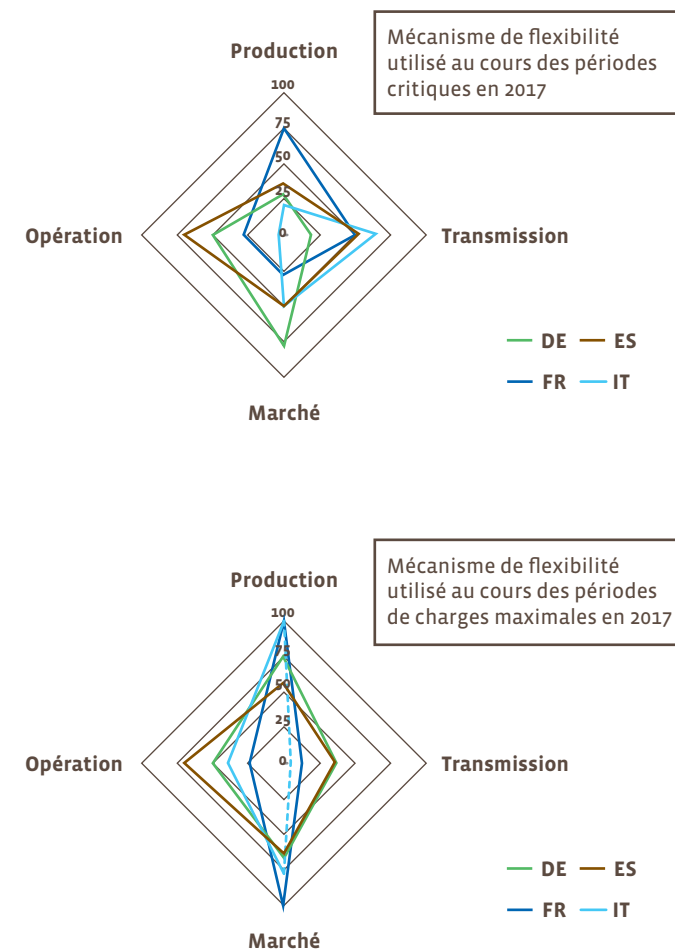 Mécanisme de flexibilité
utilisé au cours des périodes
critiques en 2017
Production
100
75
50
25
0
Opération
Transmission
Marché
DE ES
FR IT
Mécanisme de flexibilité
utilisé au cours des périodes
de charges maximales en 2017
Production
100
75
50
25
0
Opération
Transmission
Marché
DE ES
FR IT